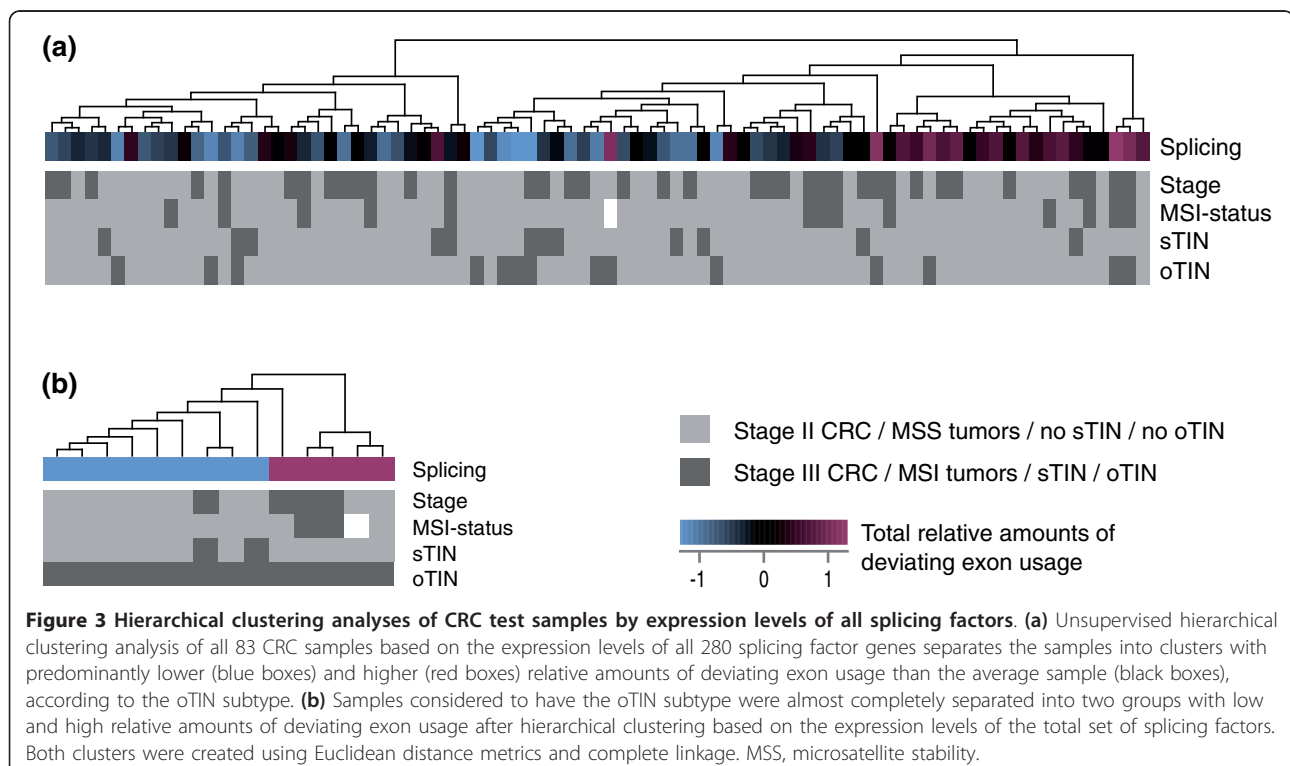 (a)
Splicing
Stage
MSI-status
sTIN
oTIN
(b)
Splicing
Stage
MSI-status
sTIN
oTIN
Stage II CRC / MSS tumors / no sTIN / no oTIN
Stage III CRC / MSI tumors / sTIN / oTIN
Total relative amounts of
deviating exon usage
-1 0 1
Figure 3 Hierarchical clustering analyses of CRC test samples by expression levels of all splicing factors. (a) Unsupervised hierarchical
clustering analysis of all 83 CRC samples based on the expression levels of all 280 splicing factor genes separates the samples into clusters with
predominantly lower (blue boxes) and higher (red boxes) relative amounts of deviating exon usage than the average sample (black boxes),
according to the oTIN subtype. (b) Samples considered to have the oTIN subtype were almost completely separated into two groups with low
and high relative amounts of deviating exon usage after hierarchical clustering based on the expression levels of the total set of splicing factors.
Both clusters were created using Euclidean distance metrics and complete linkage. MSS, microsatellite stability.